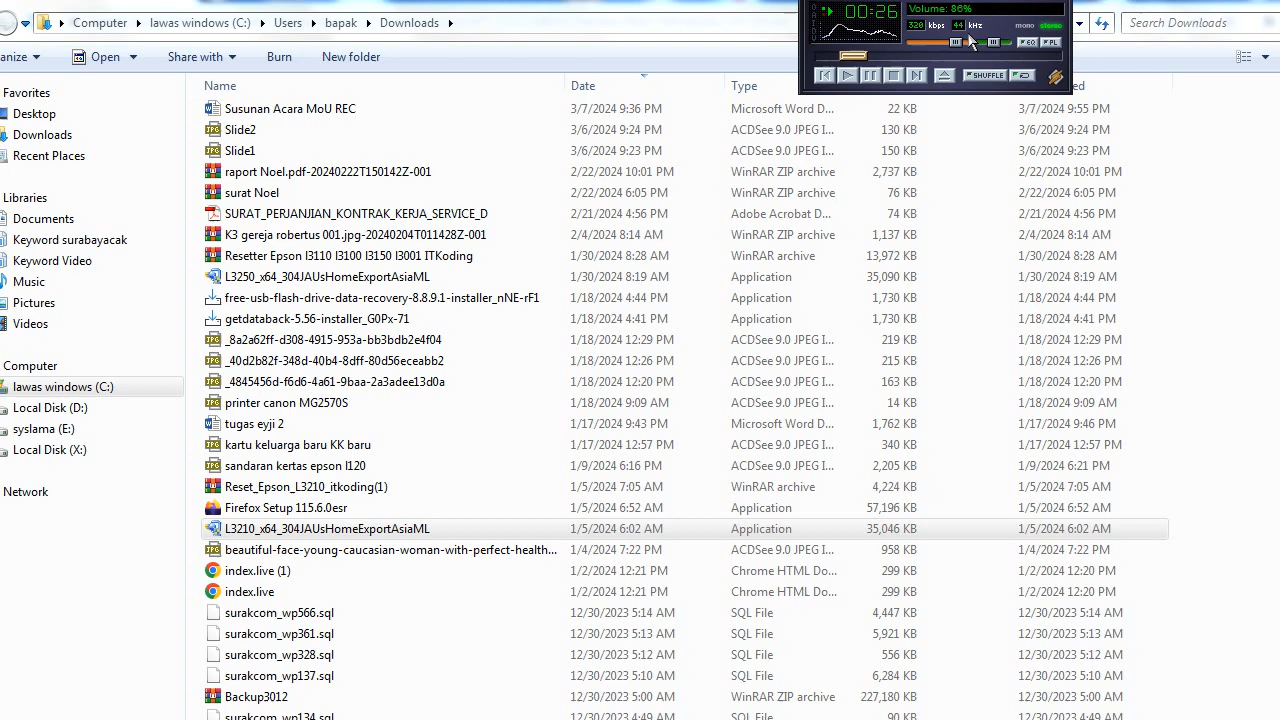 Computer ▸ lawas windows (C:) ▸ Users ▸ bapak ▸ Downloads ▸
Search Downloads
00:26
Volume: 86%
320 kbps 44 kHz mono stereo
EQ PL
SHUFFLE
anize Open Share with Burn New folder
Name Date Type ed
Favorites
Desktop
Downloads
Recent Places
Libraries
Documents
Keyword surabayacak
Keyword Video
Music
Pictures
Videos
Computer
lawas windows (C:)
Local Disk (D:)
syslama (E:)
Local Disk (X:)
Network
Susunan Acara MoU REC 3/7/2024 9:36 PM Microsoft Word D... 22 KB 3/7/2024 9:55 PM
Slide2 3/6/2024 9:24 PM ACDSee 9.0 JPEG I... 130 KB 3/6/2024 9:24 PM
Slide1 3/6/2024 9:23 PM ACDSee 9.0 JPEG I... 150 KB 3/6/2024 9:23 PM
raport Noel.pdf-20240222T150142Z-001 2/22/2024 10:01 PM WinRAR ZIP archive 2,737 KB 2/22/2024 10:01 PM
surat Noel 2/22/2024 6:05 PM WinRAR ZIP archive 76 KB 2/22/2024 6:05 PM
SURAT_PERJANJIAN_KONTRAK_KERJA_SERVICE_D 2/21/2024 4:56 PM Adobe Acrobat D... 74 KB 2/21/2024 4:56 PM
K3 gereja robertus 001.jpg-20240204T011428Z-001 2/4/2024 8:14 AM WinRAR ZIP archive 1,137 KB 2/4/2024 8:14 AM
Resetter Epson l3110 l3100 l3150 l3001 ITKoding 1/30/2024 8:28 AM WinRAR archive 13,972 KB 1/30/2024 8:28 AM
L3250_x64_304JAUsHomeExportAsiaML 1/30/2024 8:19 AM Application 35,090 KB 1/30/2024 8:19 AM
free-usb-flash-drive-data-recovery-8.8.9.1-installer_nNE-rF1 1/18/2024 4:44 PM Application 1,730 KB 1/18/2024 4:44 PM
getdataback-5.56-installer_G0Px-71 1/18/2024 4:41 PM Application 1,730 KB 1/18/2024 4:41 PM
_8a2a62ff-d308-4915-953a-bb3bdb2e4f04 1/18/2024 12:29 PM ACDSee 9.0 JPEG I... 219 KB 1/18/2024 12:29 PM
_40d2b82f-348d-40b4-8dff-80d56eceabb2 1/18/2024 12:26 PM ACDSee 9.0 JPEG I... 215 KB 1/18/2024 12:26 PM
_4845456d-f6d6-4a61-9baa-2a3adee13d0a 1/18/2024 12:20 PM ACDSee 9.0 JPEG I... 163 KB 1/18/2024 12:20 PM
printer canon MG2570S 1/18/2024 9:09 AM ACDSee 9.0 JPEG I... 14 KB 1/18/2024 9:09 AM
tugas eyji 2 1/17/2024 9:43 PM Microsoft Word D... 1,762 KB 1/17/2024 9:46 PM
kartu keluarga baru KK baru 1/17/2024 12:57 PM ACDSee 9.0 JPEG I... 340 KB 1/17/2024 12:57 PM
sandaran kertas epson l120 1/9/2024 6:16 PM ACDSee 9.0 JPEG I... 2,205 KB 1/9/2024 6:21 PM
Reset_Epson_L3210_itkoding(1) 1/5/2024 7:05 AM WinRAR archive 4,224 KB 1/5/2024 7:05 AM
Firefox Setup 115.6.0esr 1/5/2024 6:52 AM Application 57,196 KB 1/5/2024 6:52 AM
L3210_x64_304JAUsHomeExportAsiaML 1/5/2024 6:02 AM Application 35,046 KB 1/5/2024 6:02 AM
beautiful-face-young-caucasian-woman-with-perfect-health... 1/4/2024 7:22 PM ACDSee 9.0 JPEG I... 958 KB 1/4/2024 7:22 PM
index.live (1) 1/2/2024 12:21 PM Chrome HTML Do... 299 KB 1/2/2024 12:20 PM
index.live 1/2/2024 12:21 PM Chrome HTML Do... 299 KB 1/2/2024 12:20 PM
surakcom_wp566.sql 12/30/2023 5:14 AM SQL File 4,447 KB 12/30/2023 5:14 AM
surakcom_wp361.sql 12/30/2023 5:13 AM SQL File 5,921 KB 12/30/2023 5:13 AM
surakcom_wp328.sql 12/30/2023 5:12 AM SQL File 556 KB 12/30/2023 5:12 AM
surakcom_wp137.sql 12/30/2023 5:10 AM SQL File 6,284 KB 12/30/2023 5:10 AM
Backup3012 12/30/2023 5:00 AM WinRAR ZIP archive 227,180 KB 12/30/2023 5:00 AM
surakcom_wp134.sql 12/30/2023 4:49 AM SQL File 90 KB 12/30/2023 4:49 AM